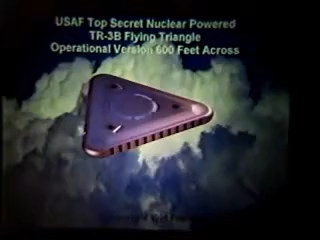 USAF Top Secret Nuclear Powered
TR-3B Flying Triangle
Operational Version 600 Feet Across